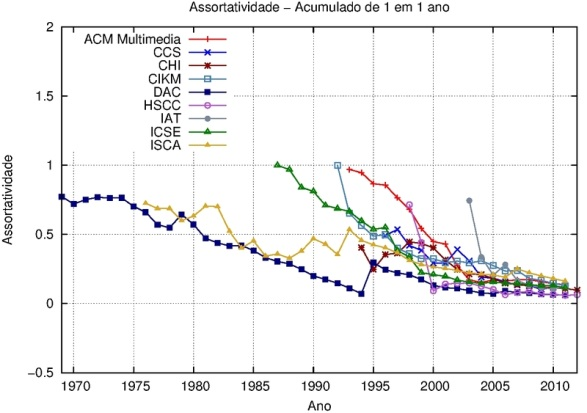 Assortatividade - Acumulado de 1 em 1 ano
2
1.5
1
0.5
0
-0.5
Assortatividade
ACM Multimedia
CCS
CHI
CIKM
DAC
HSCC
IAT
ICSE
ISCA
1970 1975 1980 1985 1990 1995 2000 2005 2010
Ano